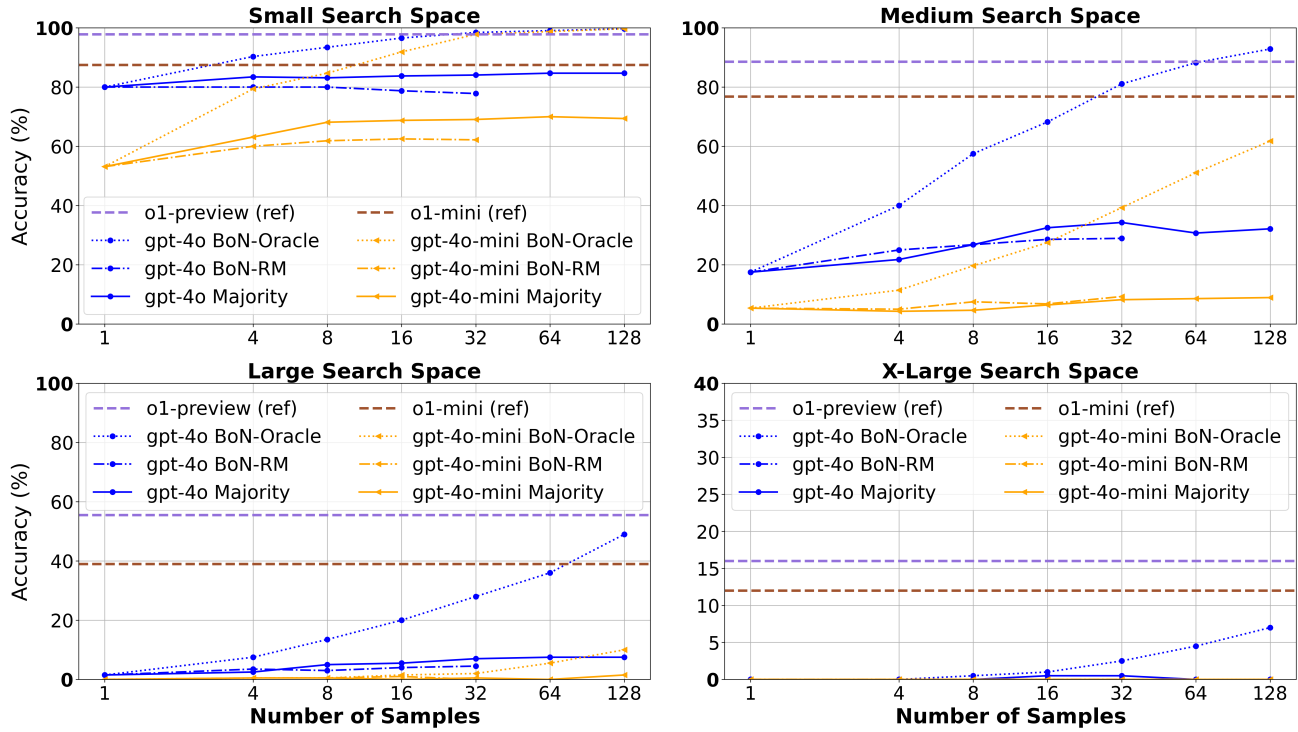 Small Search Space
Accuracy (%)
100
80
60
40
20
0
o1-preview (ref)
o1-mini (ref)
gpt-4o BoN-Oracle
gpt-4o-mini BoN-Oracle
gpt-4o BoN-RM
gpt-4o-mini BoN-RM
gpt-4o Majority
gpt-4o-mini Majority
1 4 8 16 32 64 128
Medium Search Space
100
80
60
40
20
0
1 4 8 16 32 64 128
Large Search Space
Accuracy (%)
100
80
60
40
20
0
o1-preview (ref)
o1-mini (ref)
gpt-4o BoN-Oracle
gpt-4o-mini BoN-Oracle
gpt-4o BoN-RM
gpt-4o-mini BoN-RM
gpt-4o Majority
gpt-4o-mini Majority
1 4 8 16 32 64 128
Number of Samples
X-Large Search Space
40
35
30
25
20
15
10
5
0
o1-preview (ref)
o1-mini (ref)
gpt-4o BoN-Oracle
gpt-4o-mini BoN-Oracle
gpt-4o BoN-RM
gpt-4o-mini BoN-RM
gpt-4o Majority
gpt-4o-mini Majority
1 4 8 16 32 64 128
Number of Samples